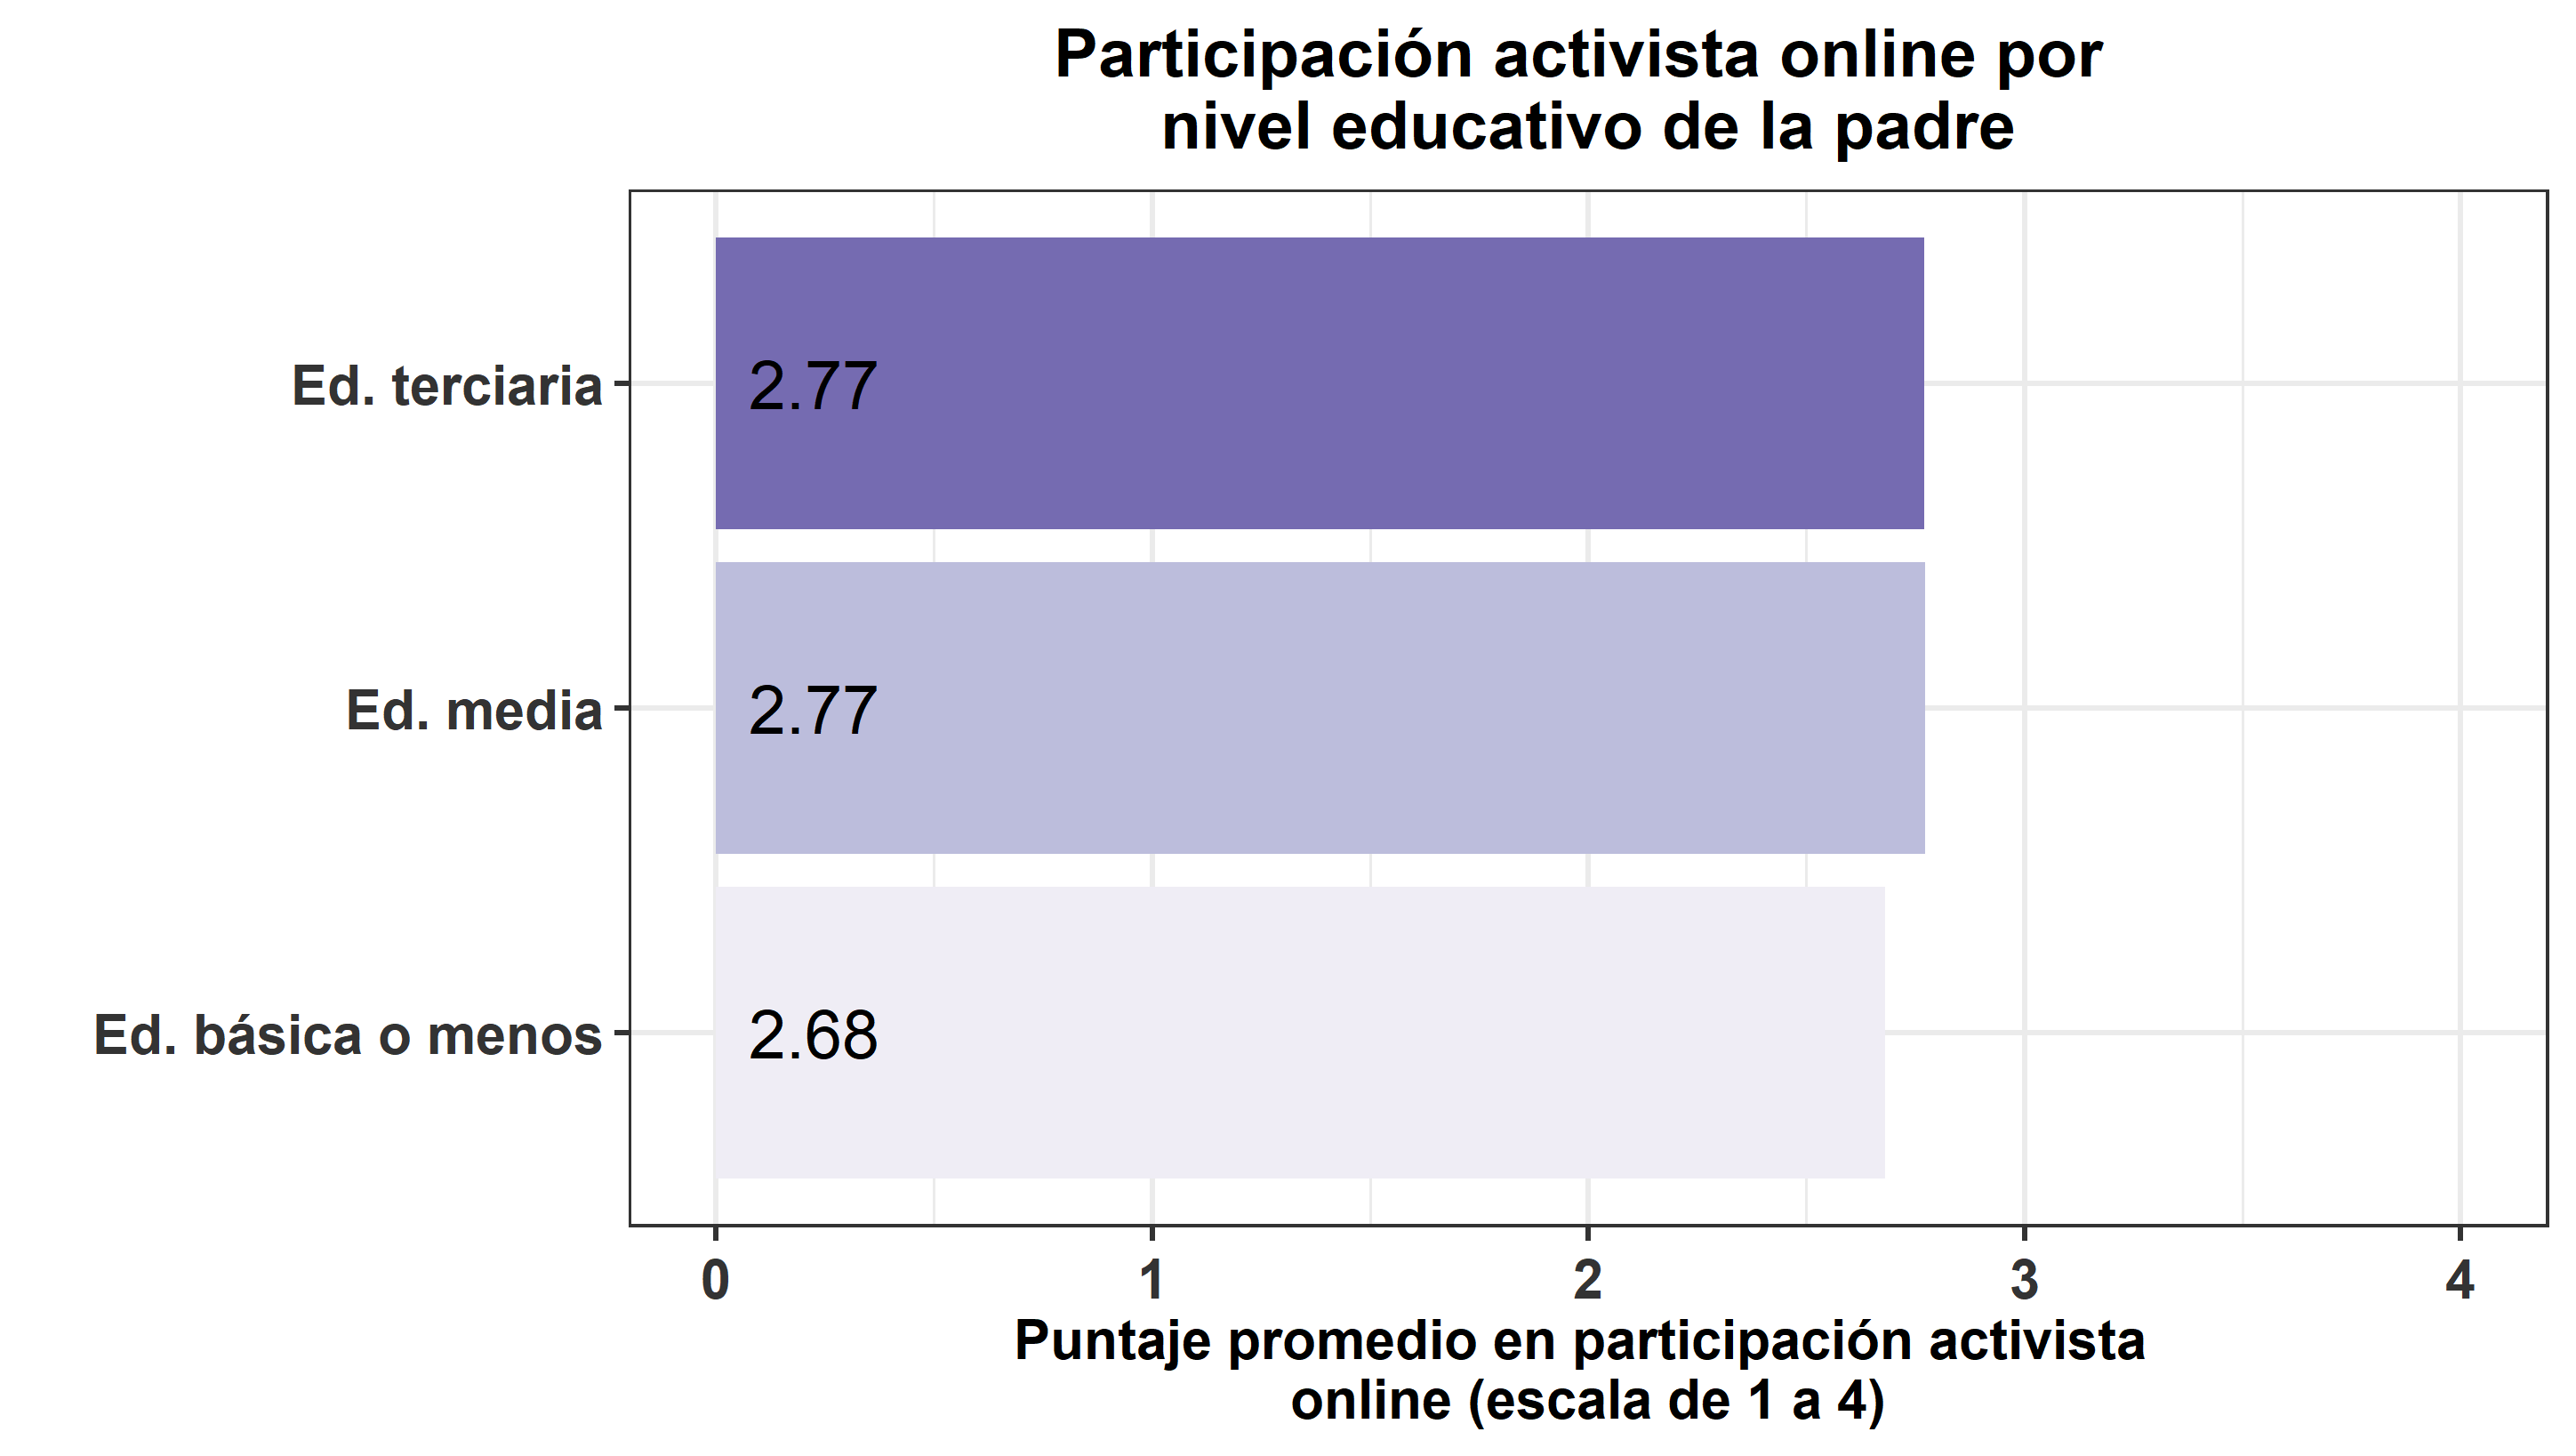 Participación activista online por
nivel educativo de la padre
Ed. terciaria
2.77
Ed. media
2.77
Ed. básica o menos
2.68
0 1 2 3 4
Puntaje promedio en participación activista
online (escala de 1 a 4)